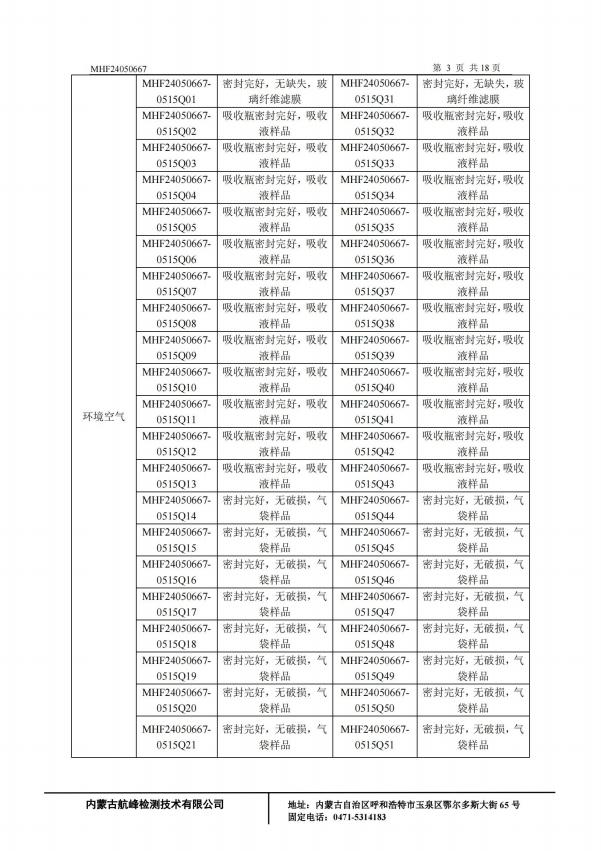 MHF24050667 第 3 页 共 18 页
MHF24050667- 密封完好，无缺失，玻 MHF24050667- 密封完好，无缺失，玻
0515Q01 璃纤维滤膜 0515Q31 璃纤维滤膜
MHF24050667- 吸收瓶密封完好，吸收 MHF24050667- 吸收瓶密封完好，吸收
0515Q02 液样品 0515Q32 液样品
MHF24050667- 吸收瓶密封完好，吸收 MHF24050667- 吸收瓶密封完好，吸收
0515Q03 液样品 0515Q33 液样品
MHF24050667- 吸收瓶密封完好，吸收 MHF24050667- 吸收瓶密封完好，吸收
0515Q04 液样品 0515Q34 液样品
MHF24050667- 吸收瓶密封完好，吸收 MHF24050667- 吸收瓶密封完好，吸收
0515Q05 液样品 0515Q35 液样品
MHF24050667- 吸收瓶密封完好，吸收 MHF24050667- 吸收瓶密封完好，吸收
0515Q06 液样品 0515Q36 液样品
MHF24050667- 吸收瓶密封完好，吸收 MHF24050667- 吸收瓶密封完好，吸收
0515Q07 液样品 0515Q37 液样品
MHF24050667- 吸收瓶密封完好，吸收 MHF24050667- 吸收瓶密封完好，吸收
0515Q08 液样品 0515Q38 液样品
MHF24050667- 吸收瓶密封完好，吸收 MHF24050667- 吸收瓶密封完好，吸收
0515Q09 液样品 0515Q39 液样品
MHF24050667- 吸收瓶密封完好，吸收 MHF24050667- 吸收瓶密封完好，吸收
0515Q10 液样品 0515Q40 液样品
MHF24050667- 吸收瓶密封完好，吸收 MHF24050667- 吸收瓶密封完好，吸收
环境空气 0515Q11 液样品 0515Q41 液样品
MHF24050667- 吸收瓶密封完好，吸收 MHF24050667- 吸收瓶密封完好，吸收
0515Q12 液样品 0515Q42 液样品
MHF24050667- 吸收瓶密封完好，吸收 MHF24050667- 吸收瓶密封完好，吸收
0515Q13 液样品 0515Q43 液样品
MHF24050667- 密封完好，无破损，气 MHF24050667- 密封完好，无破损，气
0515Q14 袋样品 0515Q44 袋样品
MHF24050667- 密封完好，无破损，气 MHF24050667- 密封完好，无破损，气
0515Q15 袋样品 0515Q45 袋样品
MHF24050667- 密封完好，无破损，气 MHF24050667- 密封完好，无破损，气
0515Q16 袋样品 0515Q46 袋样品
MHF24050667- 密封完好，无破损，气 MHF24050667- 密封完好，无破损，气
0515Q17 袋样品 0515Q47 袋样品
MHF24050667- 密封完好，无破损，气 MHF24050667- 密封完好，无破损，气
0515Q18 袋样品 0515Q48 袋样品
MHF24050667- 密封完好，无破损，气 MHF24050667- 密封完好，无破损，气
0515Q19 袋样品 0515Q49 袋样品
MHF24050667- 密封完好，无破损，气 MHF24050667- 密封完好，无破损，气
0515Q20 袋样品 0515Q50 袋样品
MHF24050667- 密封完好，无破损，气 MHF24050667- 密封完好，无破损，气
0515Q21 袋样品 0515Q51 袋样品
内蒙古航峰检测技术有限公司 地址：内蒙古自治区呼和浩特市玉泉区鄂尔多斯大街 65 号
固定电话：0471-5314183